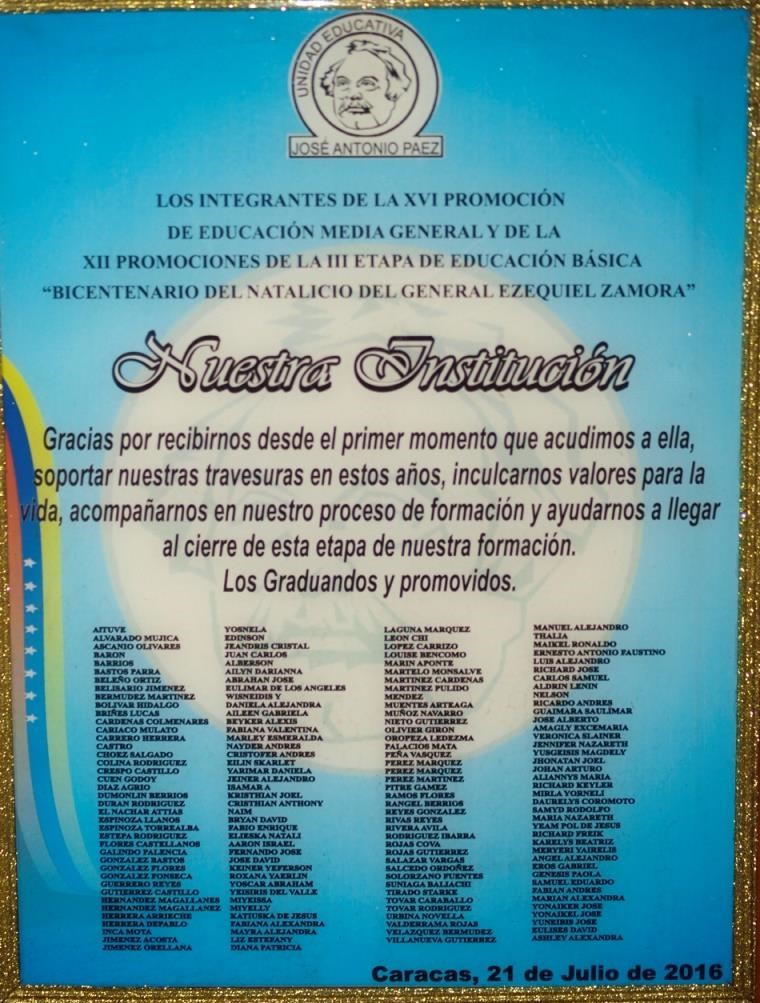 UNIDAD EDUCATIVA
JOSÉ ANTONIO PAEZ
LOS INTEGRANTES DE LA XVI PROMOCIÓN
DE EDUCACIÓN MEDIA GENERAL Y DE LA
XII PROMOCIONES DE LA III ETAPA DE EDUCACIÓN BÁSICA
“BICENTENARIO DEL NATALICIO DEL GENERAL EZEQUIEL ZAMORA”
Nuestra Institución
Gracias por recibirnos desde el primer momento que acudimos a ella,
soportar nuestras travesuras en estos años, inculcarnos valores para la
vida, acompañarnos en nuestro proceso de formación y ayudarnos a llegar
al cierre de esta etapa de nuestra formación.
Los Graduandos y promovidos.
AITUVE
ALVARADO MUJICA
ASCANIO OLIVARES
BARON
BARRIOS
BASTOS PARRA
BELEÑO ORTIZ
BELISARIO JIMENEZ
BERMUDEZ MARTINEZ
BOLIVAR HIDALGO
BRIÑES LUCAS
CARDENAS COLMENARES
CARIACO MULATO
CARRERO HERRERA
CASTRO
CHOEZ SALGADO
COLINA RODRIGUEZ
CRESPO CASTILLO
CUEN GODOY
DIAZ AGRIO
DUMONLIN BERRIOS
DURAN RODRIGUEZ
EL NACHAR ATTIAS
ESPINOZA LLANOS
ESPINOZA TORREALBA
ESTEPA RODRIGUEZ
FLORES CASTELLANOS
GALINDO PALENCIA
GONZALEZ BASTOS
GONZALEZ FLORES
GONZALEZ FONSECA
GUERRERO REYES
GUTIERREZ CASTILLO
HERNANDEZ MAGALLANES
HERNANDEZ MAGALLANEZ
HERRERA ARRIECHE
HERRERA DEPABLO
INCA MOTA
JIMENEZ ACOSTA
JIMENEZ ORELLANA
YOSNELA
EDINSON
JEANDRIS CRISTAL
JUAN CARLOS
ALBERSON
AILYN DARIANNA
ABRAHAN JOSE
EULIMAR DE LOS ANGELES
WISNEIDIS Y
DANIELA ALEJANDRA
AILEEN GABRIELA
BEYKER ALEXIS
FABIANA VALENTINA
MARLEY ESMERALDA
NAYDER ANDRES
CRISTOFER ANDRES
EILIN SKARLET
YARIMAR DANIELA
JEINER ALEJANDRO
ISAMAR A
KRISTHIAN JOEL
CRISTHIAN ANTHONY
NAIM
BRYAN DAVID
FABIO ENRIQUE
ELIESKA NATALI
AARON ISRAEL
FERNANDO JOSE
JOSE DAVID
KEINER YEFERSON
ROXANA YAERLIN
YOSCAR ABRAHAM
YEISIRIS DEL VALLE
MIYEISSA
MIYELLY
KATIUSKA DE JESUS
FABIANA ALEXANDRA
MAYRA ALEJANDRA
LIZ ESTEFANY
DIANA PATRICIA
LAGUNA MARQUEZ
LEON CHI
LOPEZ CARRIZO
LOUISE BENCOMO
MARIN APONTE
MARTELO MONSALVE
MARTINEZ CARDENAS
MARTINEZ PULIDO
MENDEZ
MUENTES ARTEAGA
MUÑOZ NAVARRO
NIETO GUTIERREZ
OLIVIER GIRON
OROPEZA LEDEZMA
PALACIOS MATA
PEÑA VASQUEZ
PEREZ MARQUEZ
PEREZ MARQUEZ
PEREZ MARTINEZ
PITRE GAMEZ
RAMOS FLORES
RANGEL BERRIOS
REYES GONZALEZ
RIVAS REYES
RIVERA AVILA
RODRIGUEZ IBARRA
ROJAS COVA
ROJAS GUTIERREZ
SALAZAR VARGAS
SALCEDO ORDOÑEZ
SOLORZANO FUENTES
SUNIAGA BALIACHI
TIRADO STARKE
TOVAR CARABALLO
TOVAR RODRIGUEZ
URBINA NOVELLA
VALDERRAMA ROJAS
VELAZQUEZ BERMUDEZ
VILLANUEVA GUTIERREZ
MANUEL ALEJANDRO
THALIA
MAIKEL RONALDO
ERNESTO ANTONIO FAUSTINO
LUIS ALEJANDRO
RICHARD JOSE
CARLOS SAMUEL
ALDRIN LENIN
NELSON
RICARDO ANDRES
GUAIMARA SAULIMAR
JOSE ALBERTO
AMAGLY EXCEMARIA
VERONICA SLAINER
JENNIFER NAZARETH
YUSGEISIS MAGDELY
JHONATAN JOEL
JOHAN ARTURO
ALIANNYS MARIA
RICHARD KEYLER
MIRLA YORNELI
DAURELYS COROMOTO
SAMYD RODOLFO
MARIA NAZARETH
YEAM POL DE JESUS
RICHARD FREIK
KARELYS BEATRIZ
MERYERI YAIRELIS
ANGEL ALEJANDRO
EROS GABRIEL
GENESIS PAOLA
SAMUEL EDUARDO
FABIAN ANDRES
MARIAN ALEXANDRA
YONAIKER JOSE
YONAIKEL JOSE
YUNEIRIS JOSE
EULISES DAVID
ASHLEY ALEXANDRA
Caracas, 21 de Julio de 2016